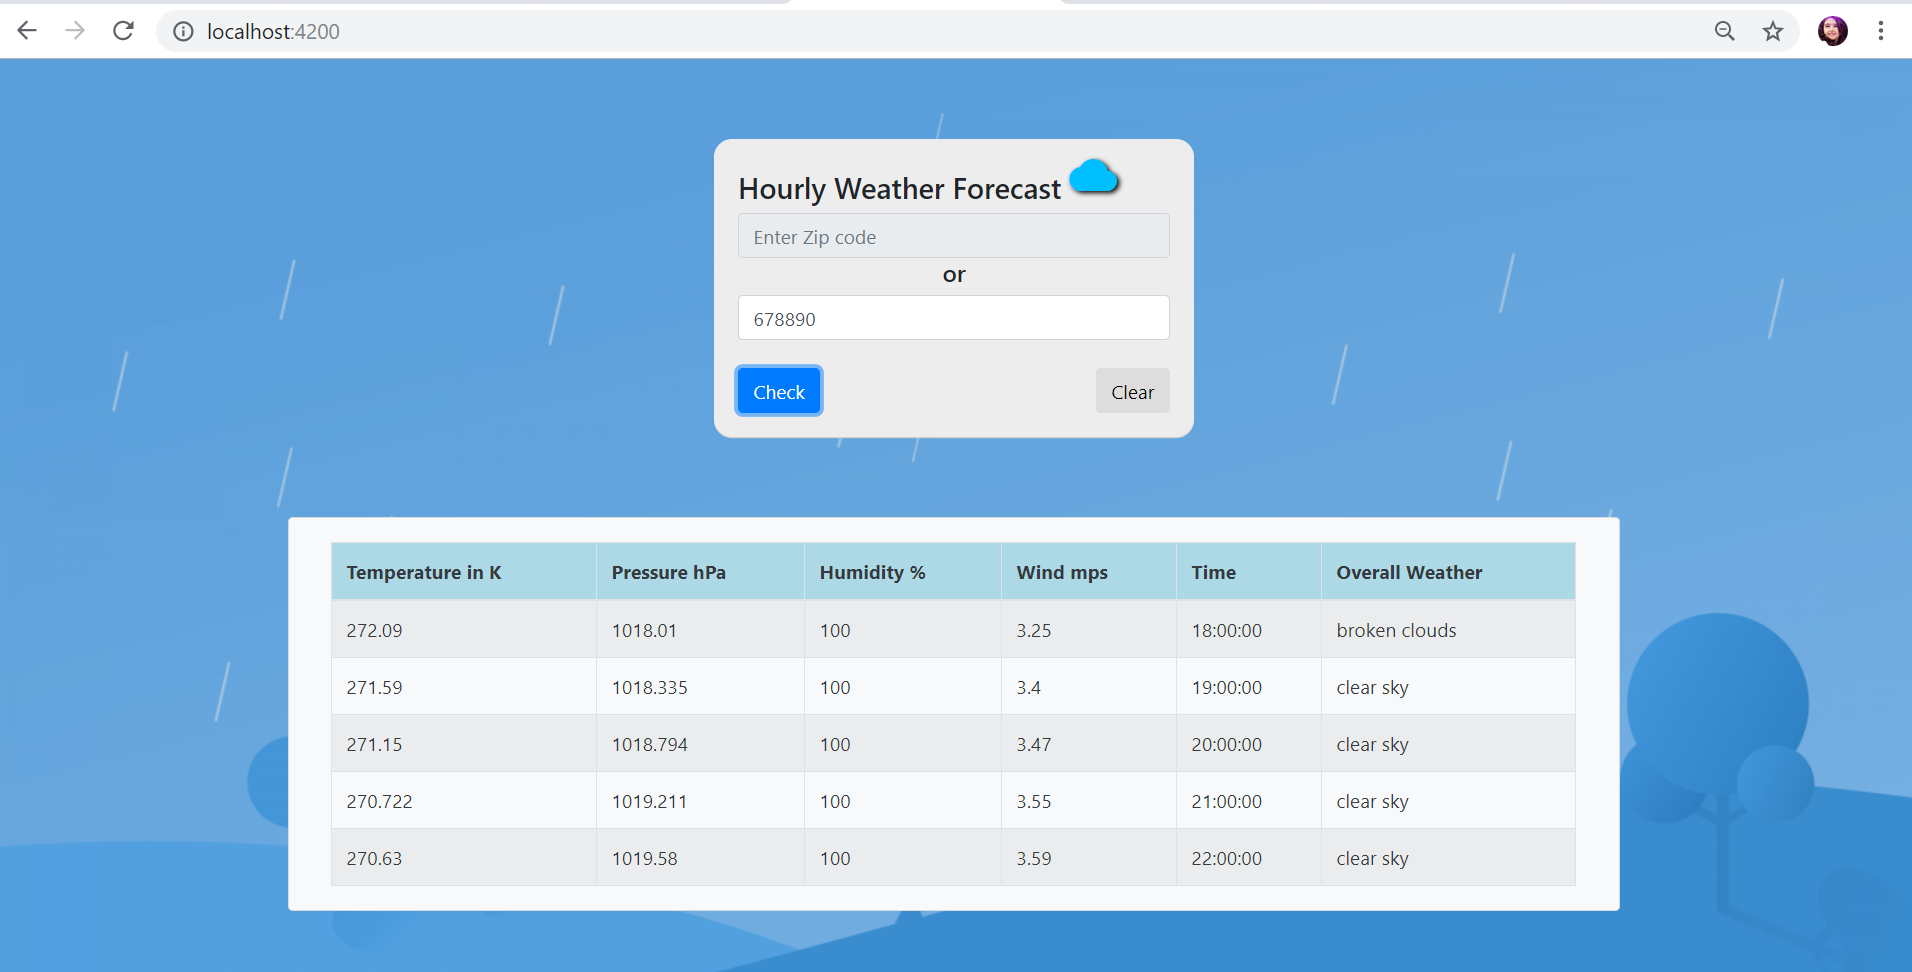 localhost:4200
Hourly Weather Forecast
Enter Zip code
or
678890
Check Clear
Temperature in K Pressure hPa Humidity % Wind mps Time Overall Weather
272.09 1018.01 100 3.25 18:00:00 broken clouds
271.59 1018.335 100 3.4 19:00:00 clear sky
271.15 1018.794 100 3.47 20:00:00 clear sky
270.722 1019.211 100 3.55 21:00:00 clear sky
270.63 1019.58 100 3.59 22:00:00 clear sky